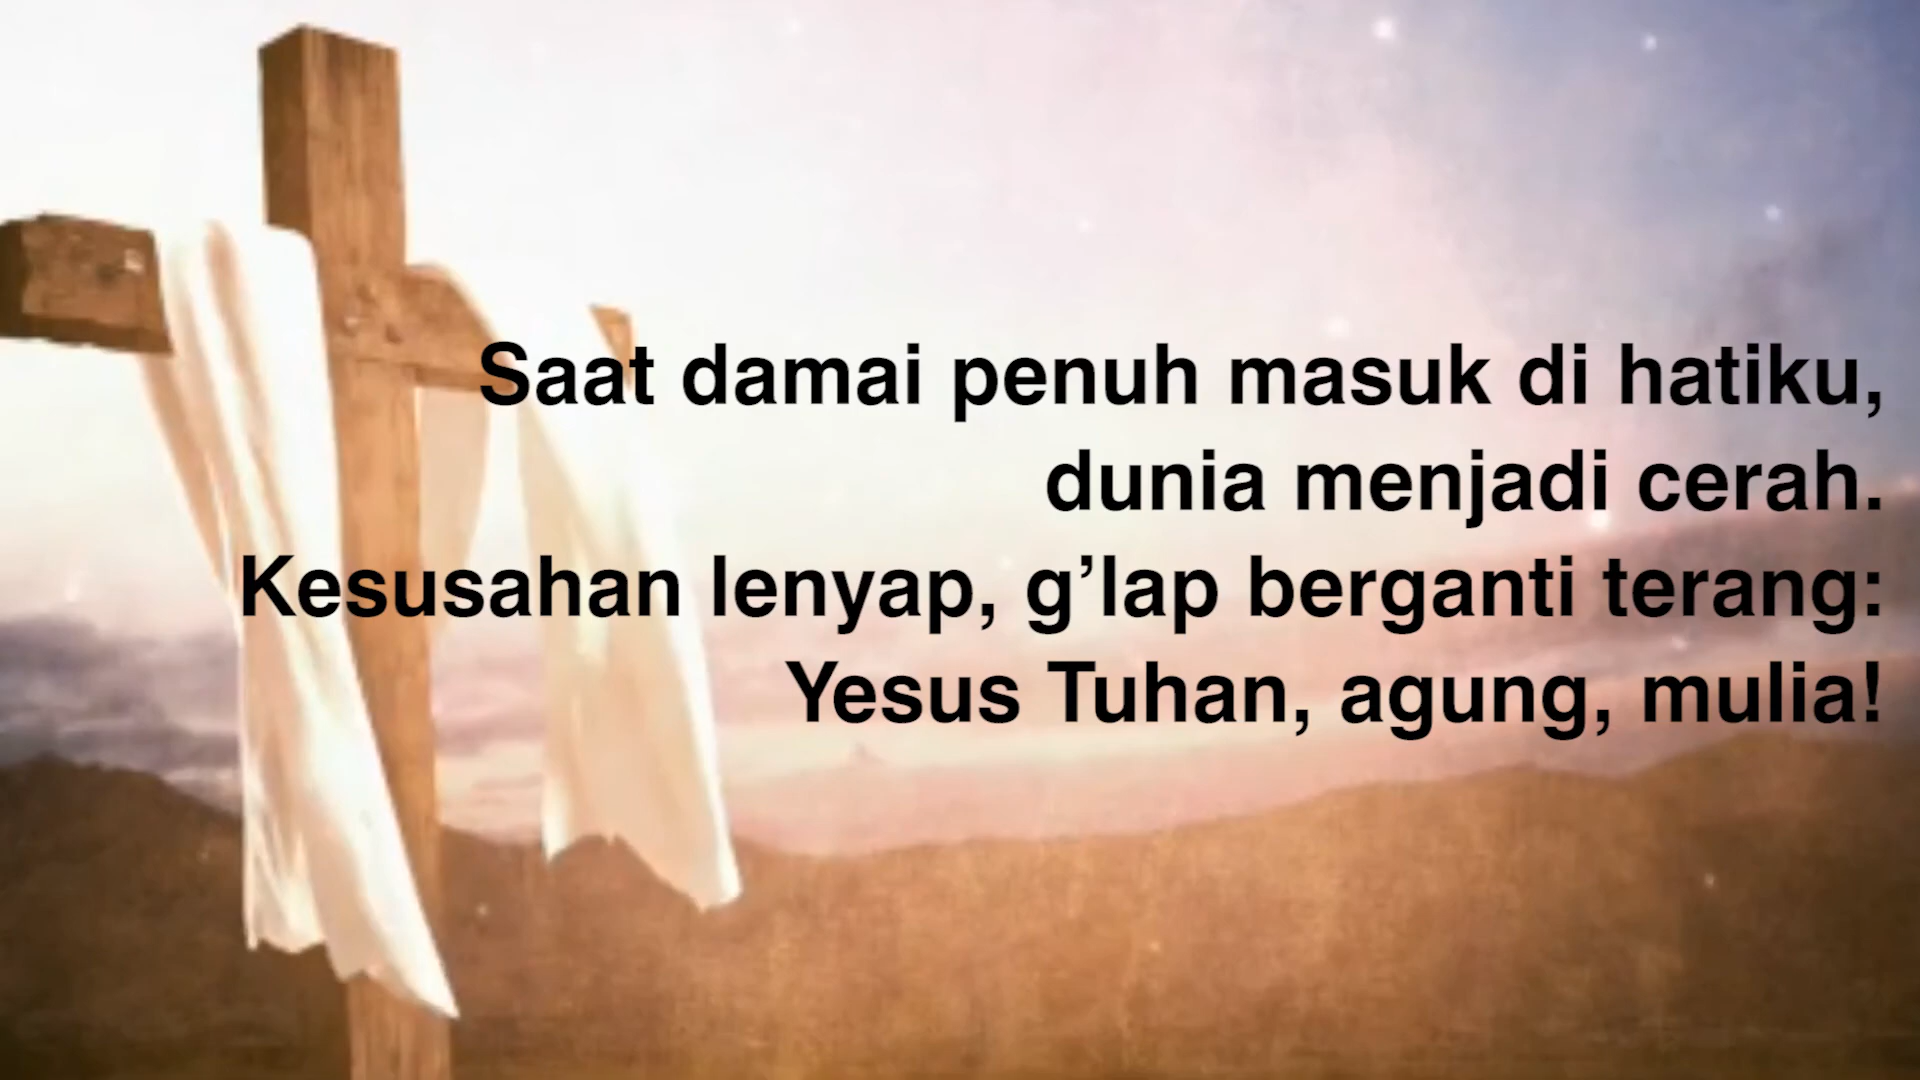 Saat damai penuh masuk di hatiku,
dunia menjadi cerah.
Kesusahan lenyap, g’lap berganti terang:
Yesus Tuhan, agung, mulia!